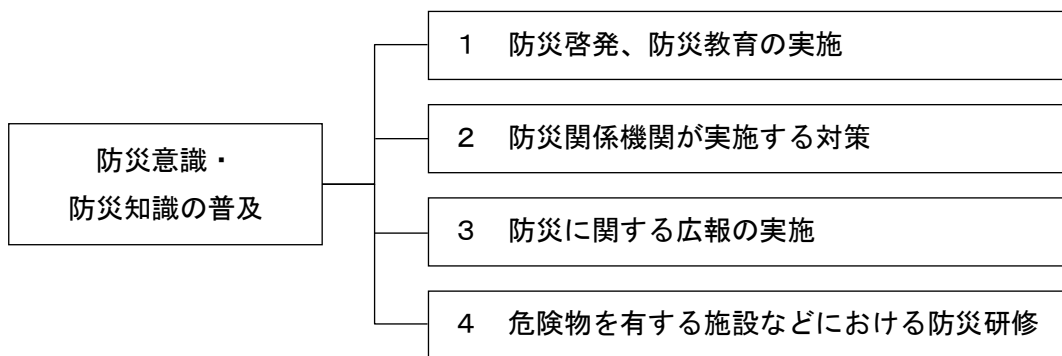 防災意識・
防災知識の普及
１　防災啓発、防災教育の実施
２　防災関係機関が実施する対策
３　防災に関する広報の実施
４　危険物を有する施設などにおける防災研修